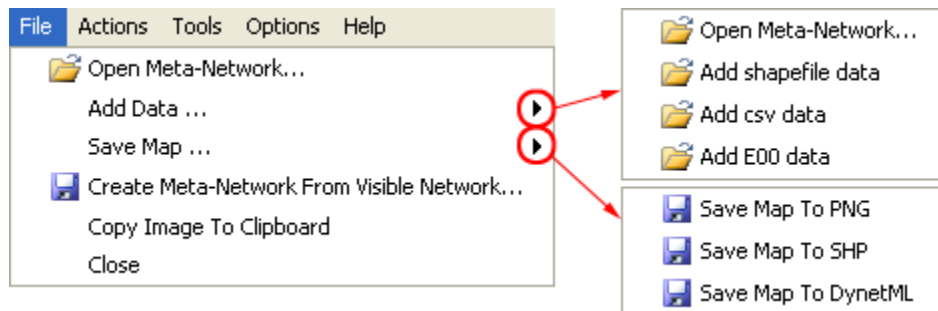 File Actions Tools Options Help
Open Meta-Network...
Add Data ...
Save Map ...
Create Meta-Network From Visible Network...
Copy Image To Clipboard
Close
Open Meta-Network...
Add shapefile data
Add csv data
Add E00 data
Save Map To PNG
Save Map To SHP
Save Map To DynetML